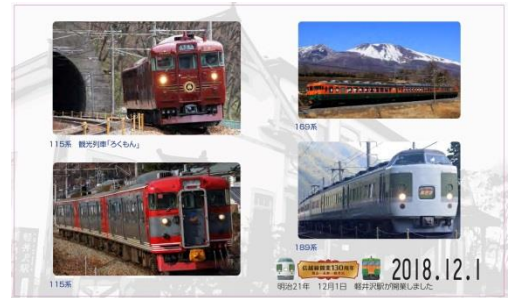 115系　観光列車「ろくもん」
169系
115系
189系
信越線開業130周年
2018.12.1
明治21年　12月1日　軽井沢駅が開業しました